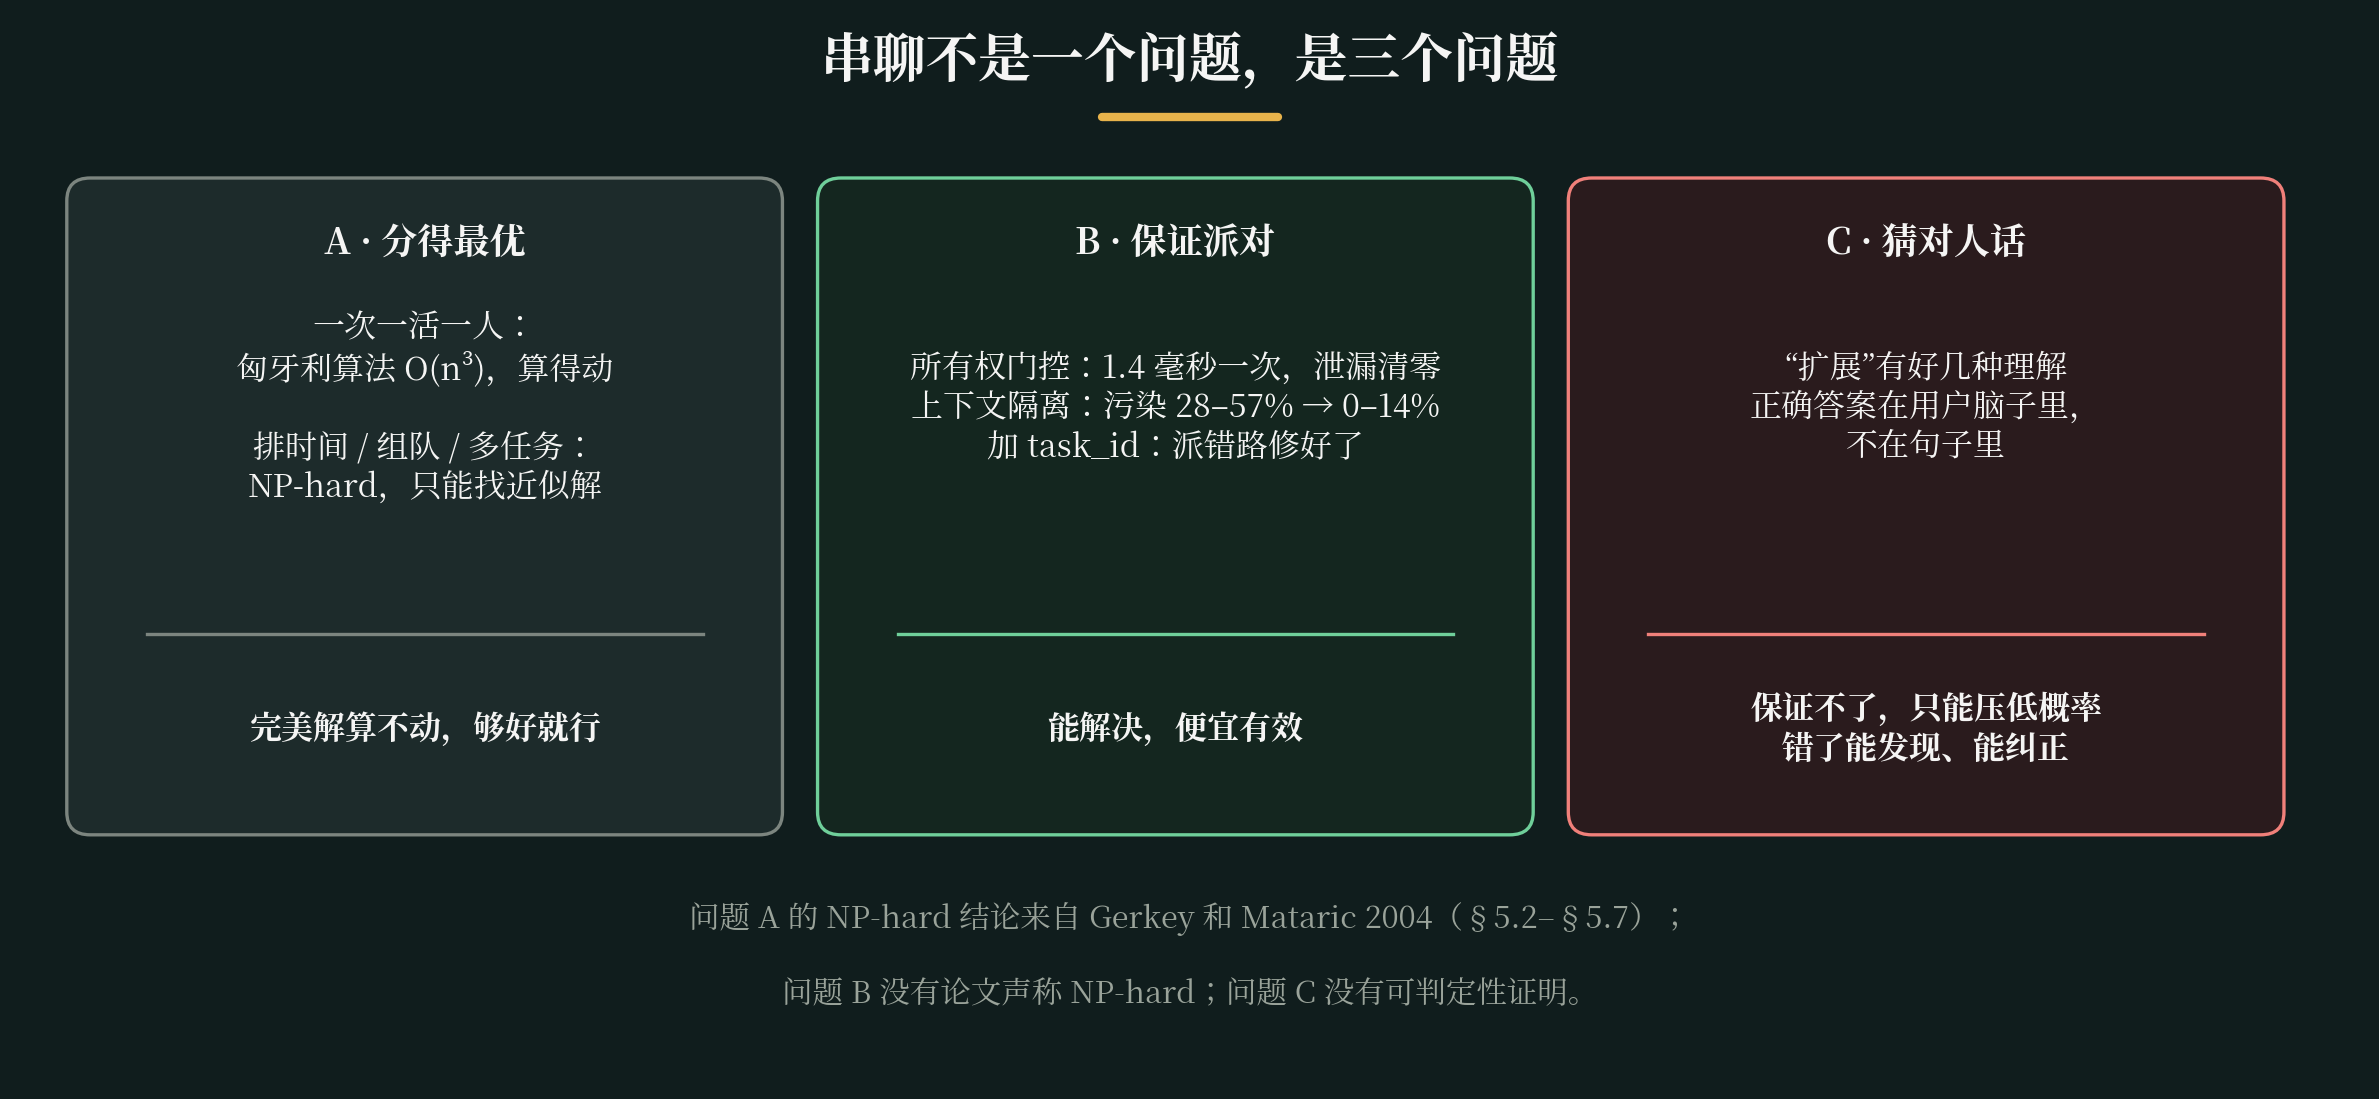 串聊不是一个问题，是三个问题
A · 分得最优
一次一活一人：
匈牙利算法 O(n³)，算得动
排时间 / 组队 / 多任务：
NP-hard，只能找近似解
完美解算不动，够好就行
B · 保证派对
所有权门控：1.4 毫秒一次，泄漏清零
上下文隔离：污染 28–57% → 0–14%
加 task_id：派错路修好了
能解决，便宜有效
C · 猜对人话
“扩展”有好几种理解
正确答案在用户脑子里，
不在句子里
保证不了，只能压低概率
错了能发现、能纠正
问题 A 的 NP-hard 结论来自 Gerkey 和 Mataric 2004（§5.2–§5.7）；
问题 B 没有论文声称 NP-hard；问题 C 没有可判定性证明。